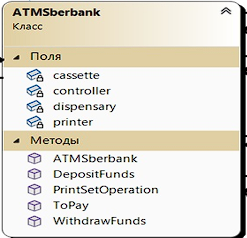 ATMSberbank
Класс
Поля
cassette
controller
dispensary
printer
Методы
ATMSberbank
DepositFunds
PrintSetOperation
ToPay
WithdrawFunds